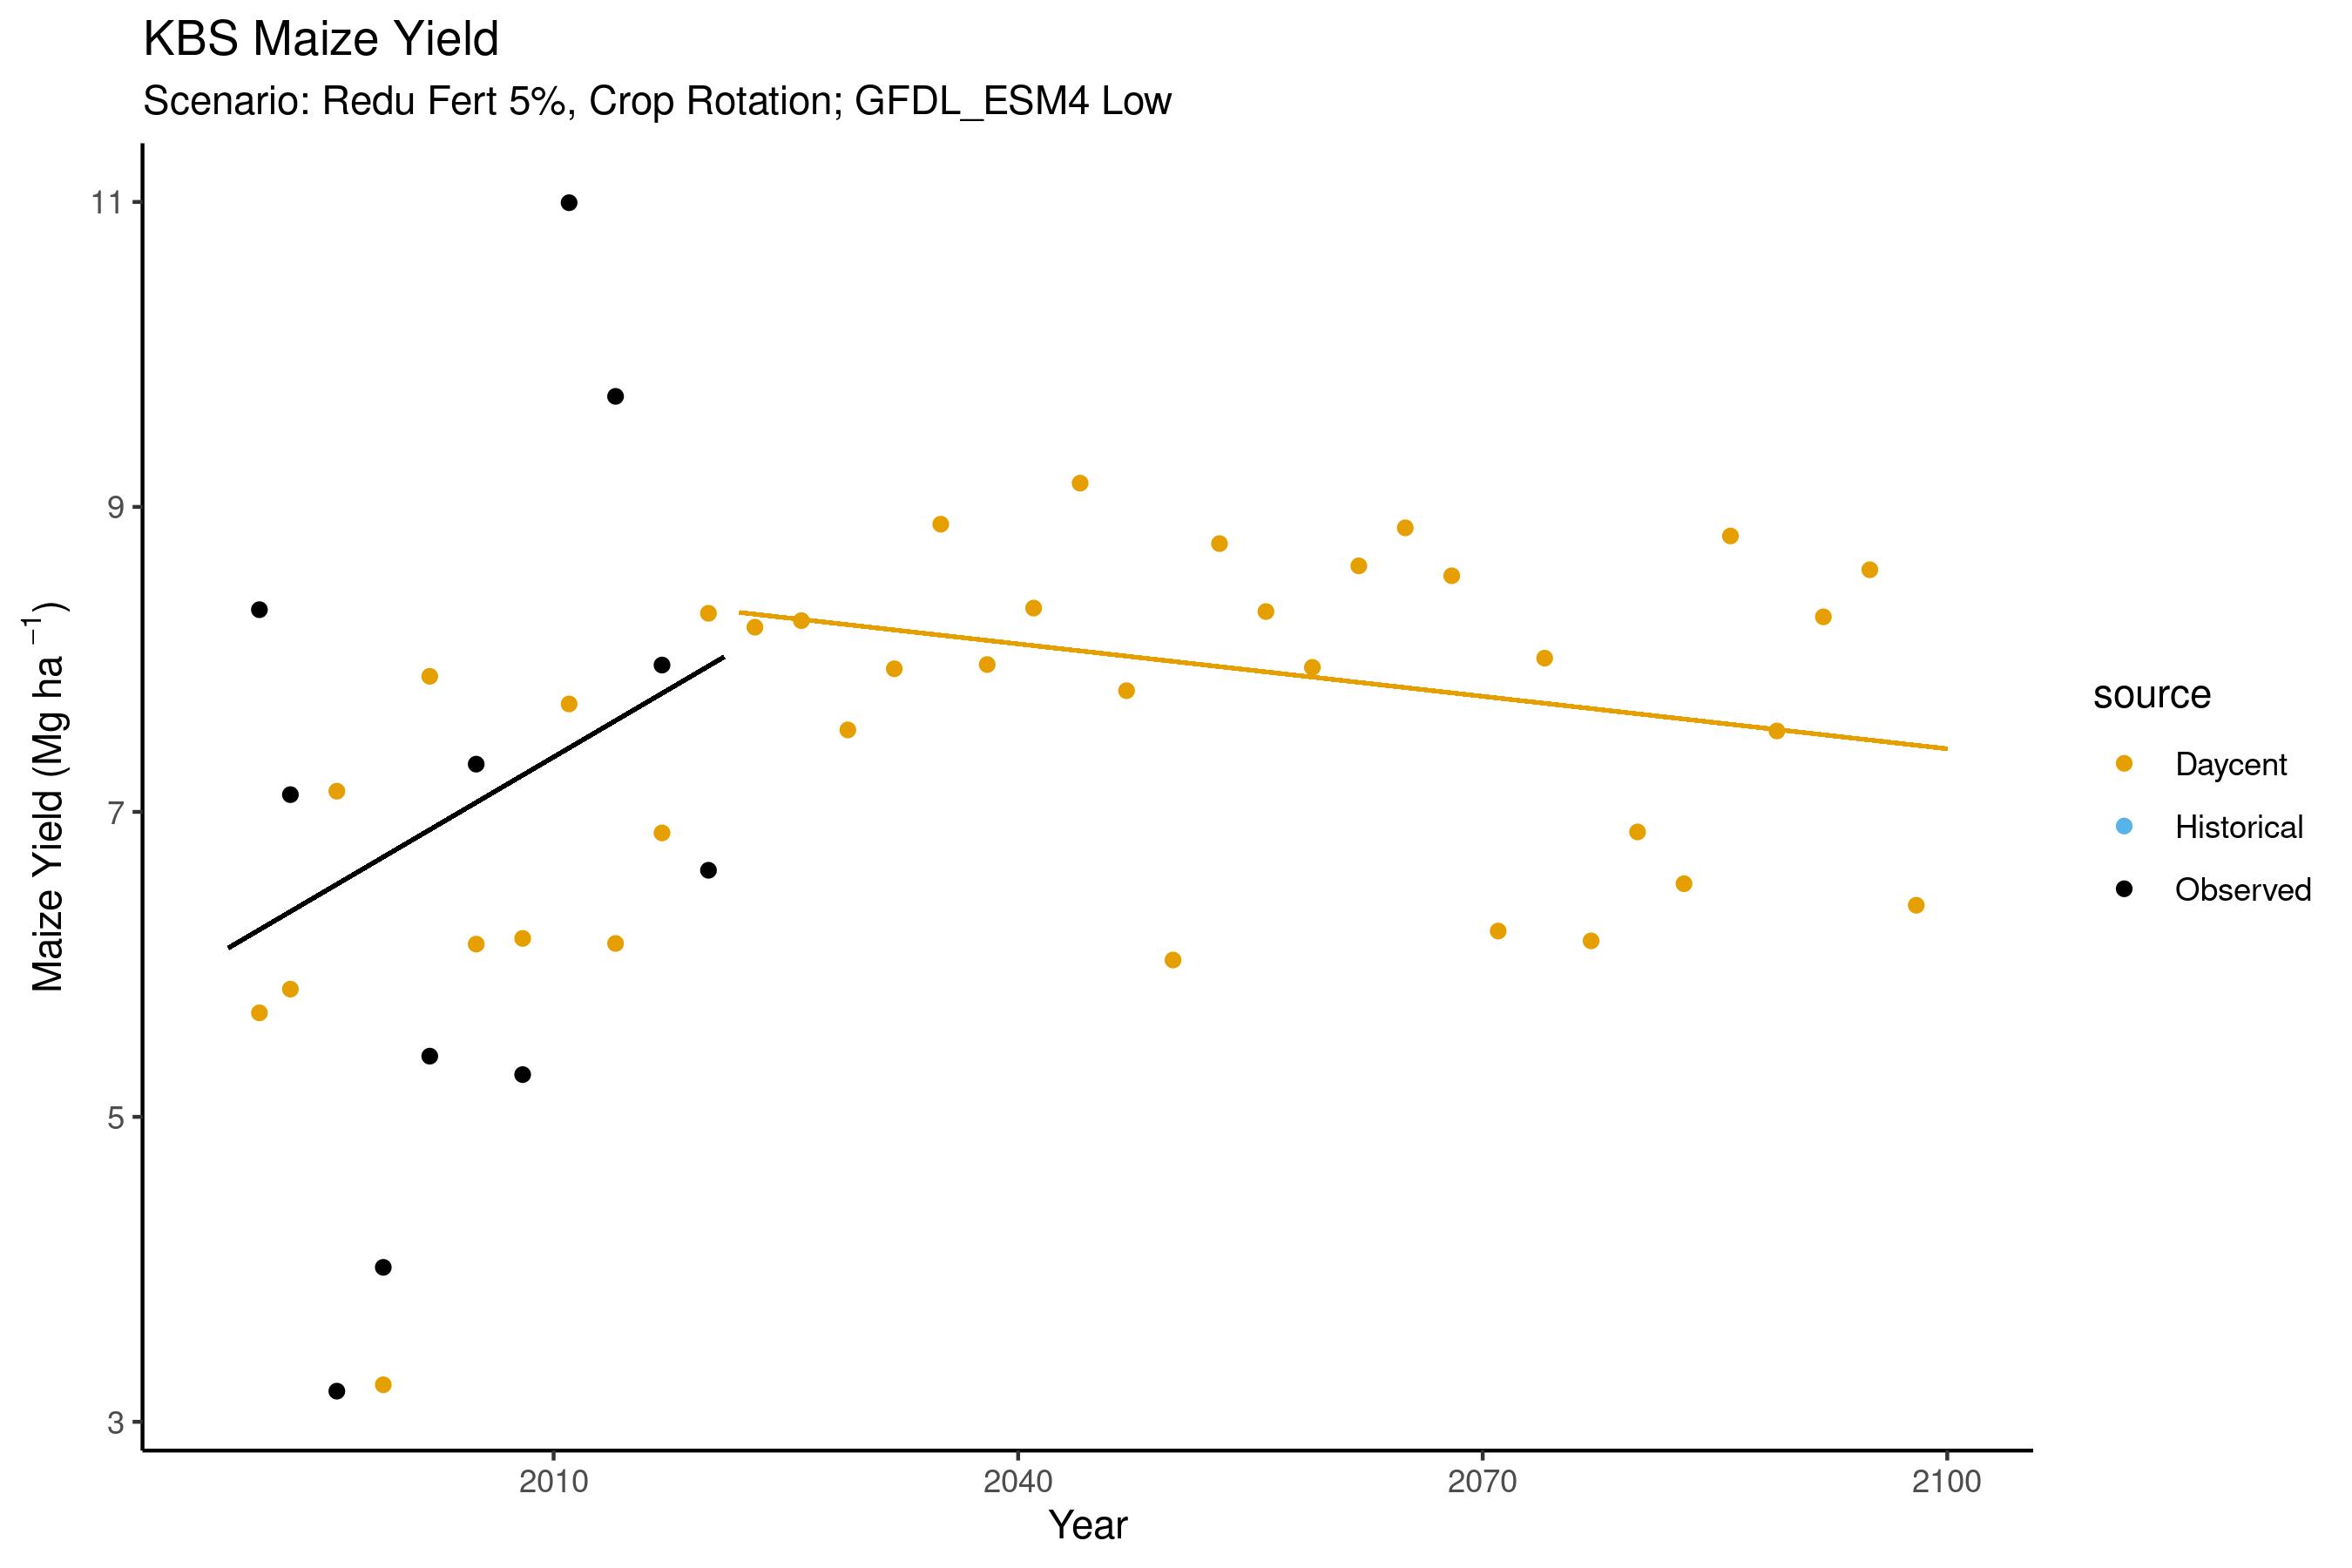 KBS Maize Yield
Scenario: Redu Fert 5%, Crop Rotation; GFDL_ESM4 Low
Maize Yield (Mg ha⁻¹)
11
9
7
5
3
2010
2040
2070
2100
Year
source
Daycent
Historical
Observed